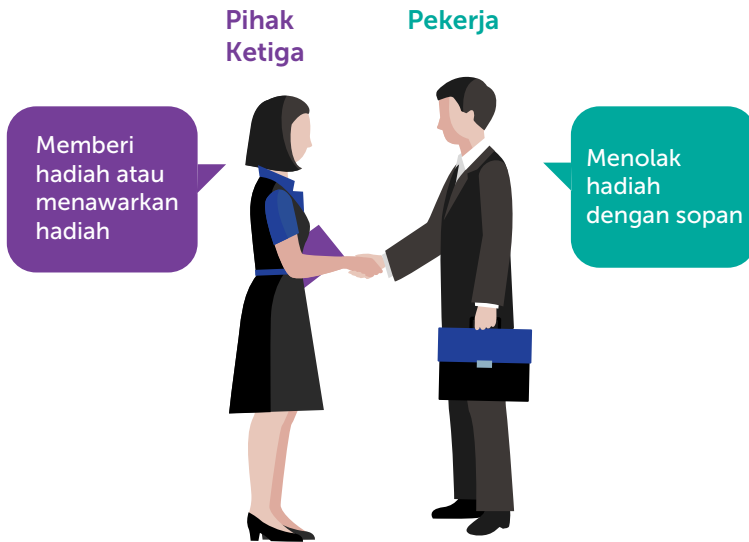 Pihak
Ketiga
Pekerja
Memberi
hadiah atau
menawarkan
hadiah
Menolak
hadiah
dengan sopan